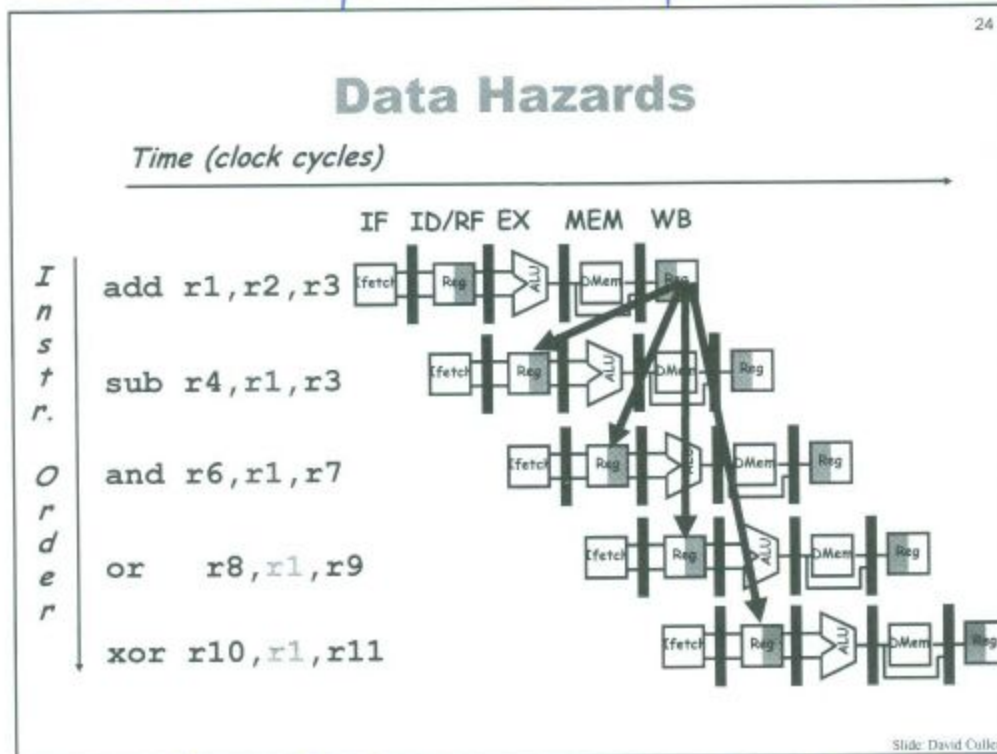 24
Data Hazards
Time (clock cycles)
IF ID/RF EX MEM WB
Instr. Order
add r1,r2,r3 Ifetch Reg ALU DMem Reg
sub r4,r1,r3 Ifetch Reg ALU DMem Reg
and r6,r1,r7 Ifetch Reg ALU DMem Reg
or r8,r1,r9 Ifetch Reg ALU DMem Reg
xor r10,r1,r11 Ifetch Reg ALU DMem Reg
Slide: David Culler